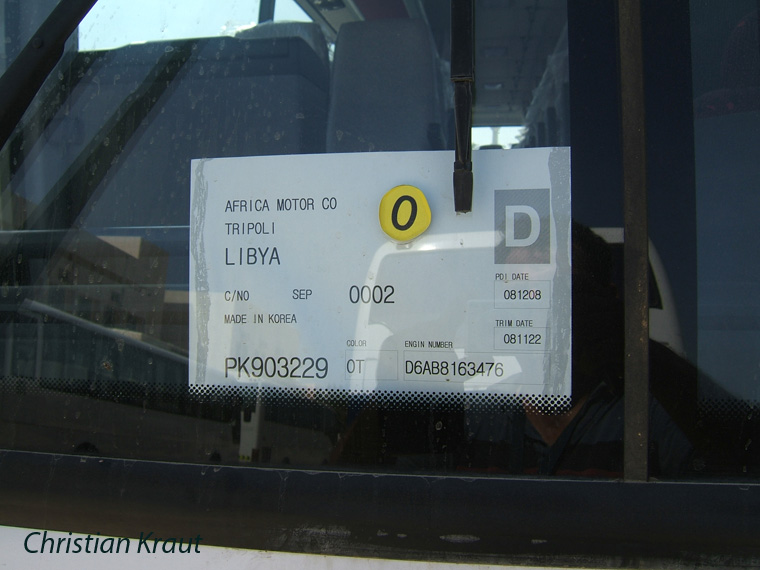 AFRICA MOTOR CO
TRIPOLI
LIBYA
O
D
C/NO SEP 0002
MADE IN KOREA
PDI DATE
081208
TRIM DATE
081122
COLOR
OT
ENGIN NUMBER
D6AB8163476
PK903229
Christian Kraut